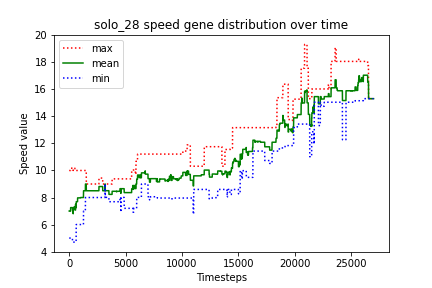 solo_28 speed gene distribution over time
max
mean
min
Speed value
20
18
16
14
12
10
8
6
4
0
5000
10000
15000
20000
25000
Timesteps